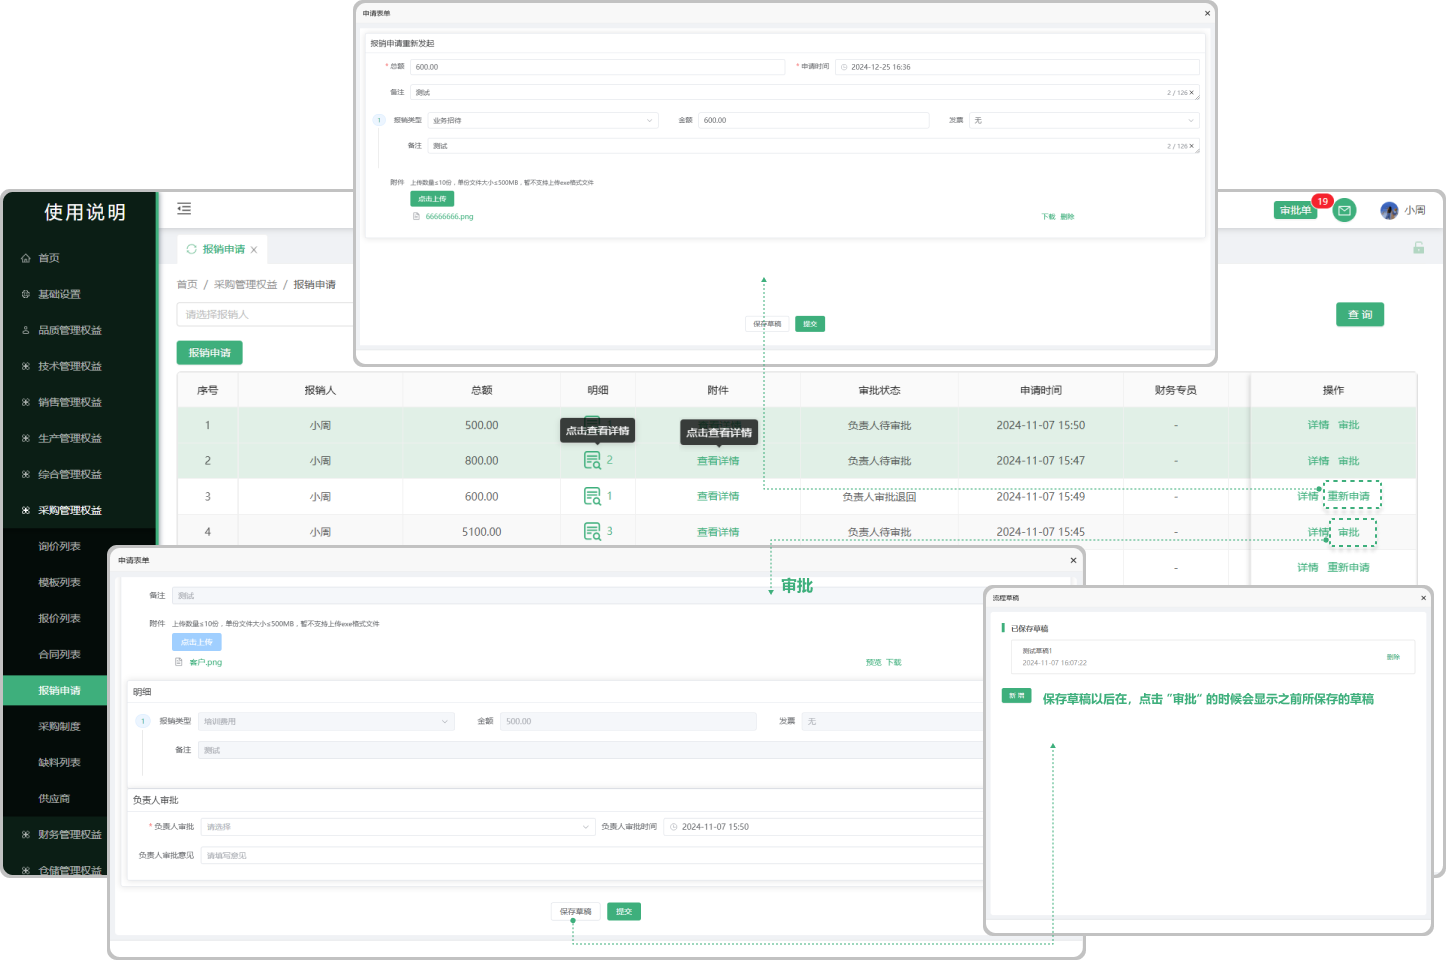 申请表单
报销申请重新发起
* 总额 600.00 * 申请时间 2024-12-25 16:36
备注 测试 2 / 126
1 报销类型 业务招待 金额 600.00 发票 无
备注 测试 2 / 126
附件 上传数量≤10份，单份文件大小≤500MB，暂不支持上传exe格式文件
点击上传
66666666.png 下载 删除
保存草稿 提交
使用说明
首页
基础设置
品质管理权益
技术管理权益
销售管理权益
生产管理权益
综合管理权益
采购管理权益
询价列表
模板列表
报价列表
合同列表
报销申请
采购制度
缺料列表
供应商
财务管理权益
仓储管理权益
审批单 19 小周
报销申请
首页 / 采购管理权益 / 报销申请
请选择报销人 查 询
报销申请
序号 报销人 总额 明细 附件 审批状态 申请时间 财务专员 操作
1 小周 500.00 负责人待审批 2024-11-07 15:50 - 详情 审批
点击查看详情 点击查看详情
2 小周 800.00 2 查看详情 负责人待审批 2024-11-07 15:47 - 详情 审批
3 小周 600.00 1 查看详情 负责人审批退回 2024-11-07 15:49 - 详情 重新申请
4 小周 5100.00 3 查看详情 负责人待审批 2024-11-07 15:45 - 详情 审批
- 详情 重新申请
审批
申请表单
备注 测试
附件 上传数量≤10份，单份文件大小≤500MB，暂不支持上传exe格式文件
点击上传
客户.png 预览 下载
明细
1 报销类型 培训费用 金额 500.00 发票 无
备注 测试
负责人审批
* 负责人审批 请选择 负责人审批时间 2024-11-07 15:50
负责人审批意见 请填写意见
保存草稿 提交
流程草稿
已保存草稿
测试草稿1
2024-11-07 16:07:22 删除
新 增
保存草稿以后在，点击 “审批” 的时候会显示之前所保存的草稿